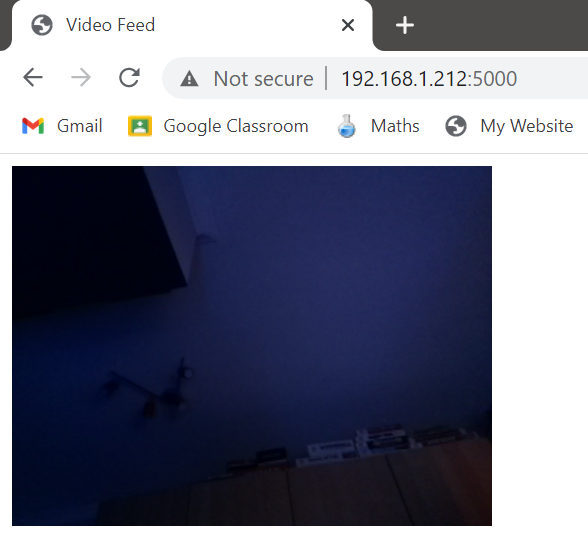 Video Feed
Not secure 192.168.1.212:5000
Gmail Google Classroom Maths My Website